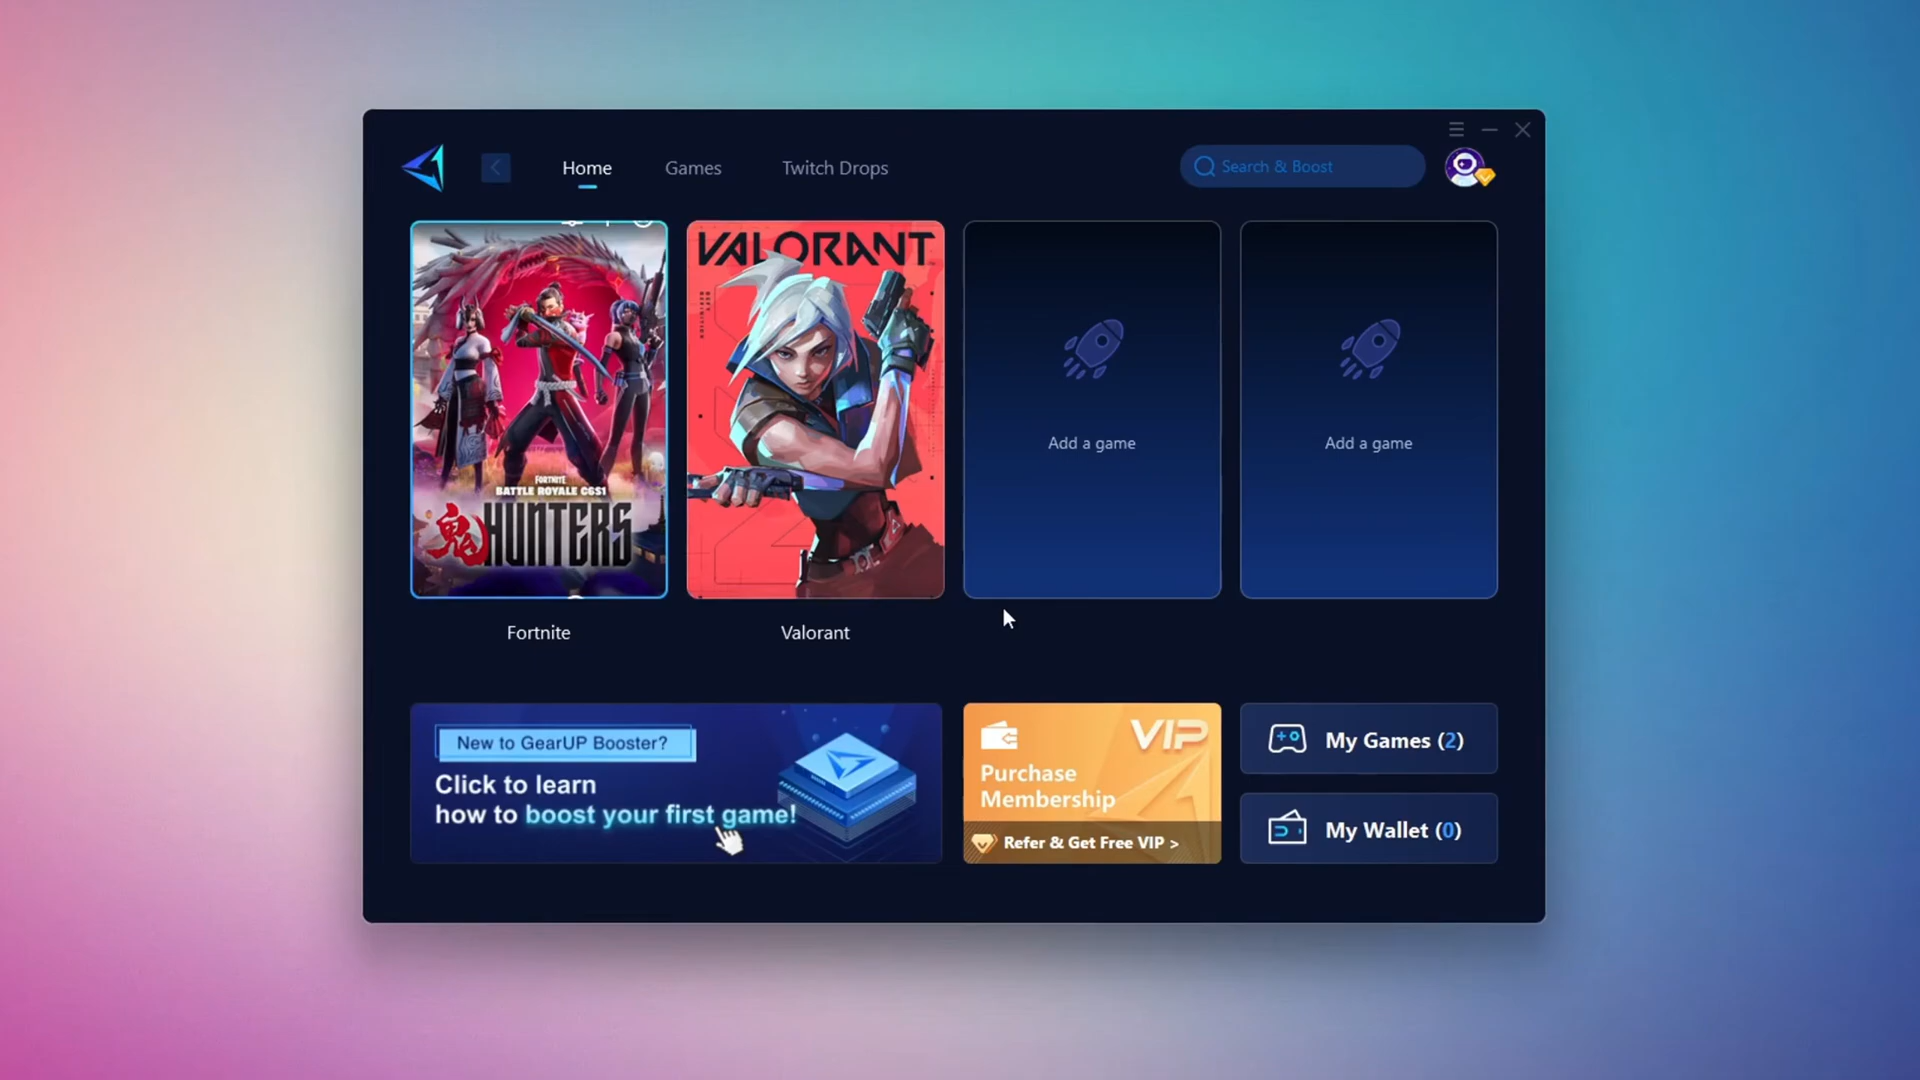 Home
Games
Twitch Drops
Search & Boost
FORTNITE
BATTLE ROYALE C6S1
鬼 HUNTERS
VALORANT
Add a game
Add a game
Fortnite
Valorant
New to GearUP Booster?
Click to learn
how to boost your first game!
VIP
Purchase
Membership
Refer & Get Free VIP >
My Games (2)
My Wallet (0)